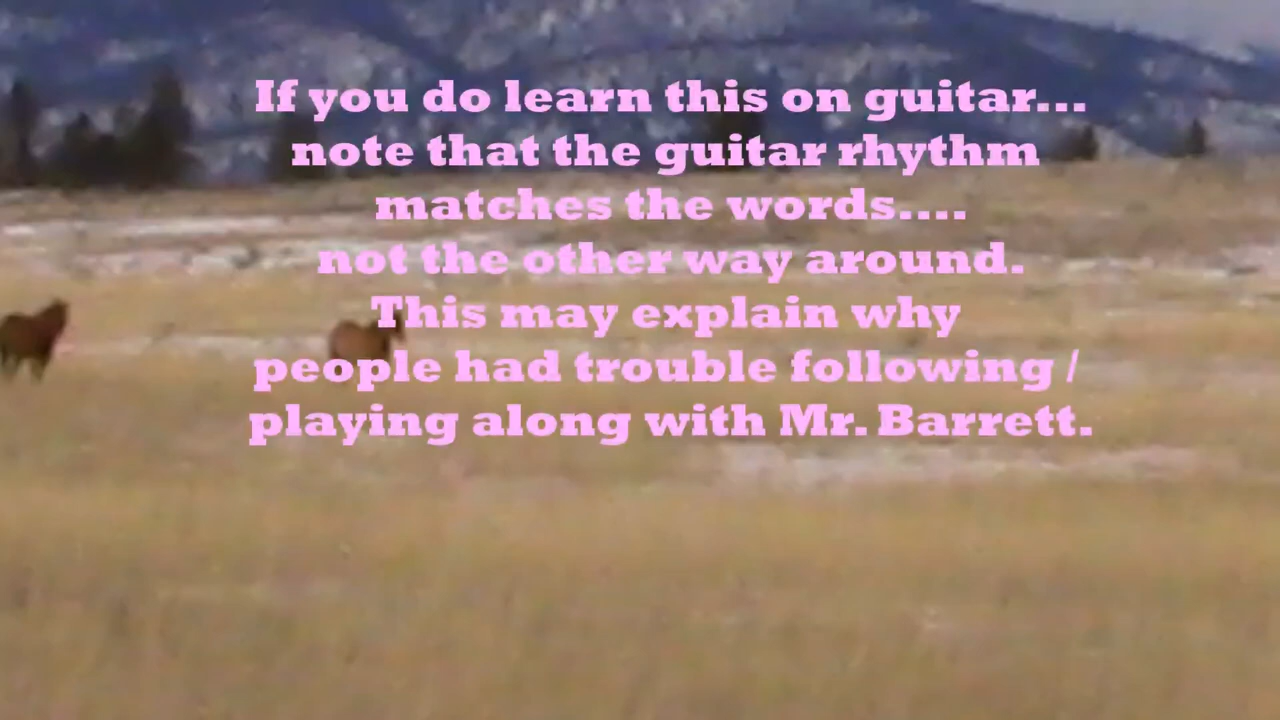 If you do learn this on guitar...
note that the guitar rhythm
matches the words....
not the other way around.
This may explain why
people had trouble following /
playing along with Mr. Barrett.